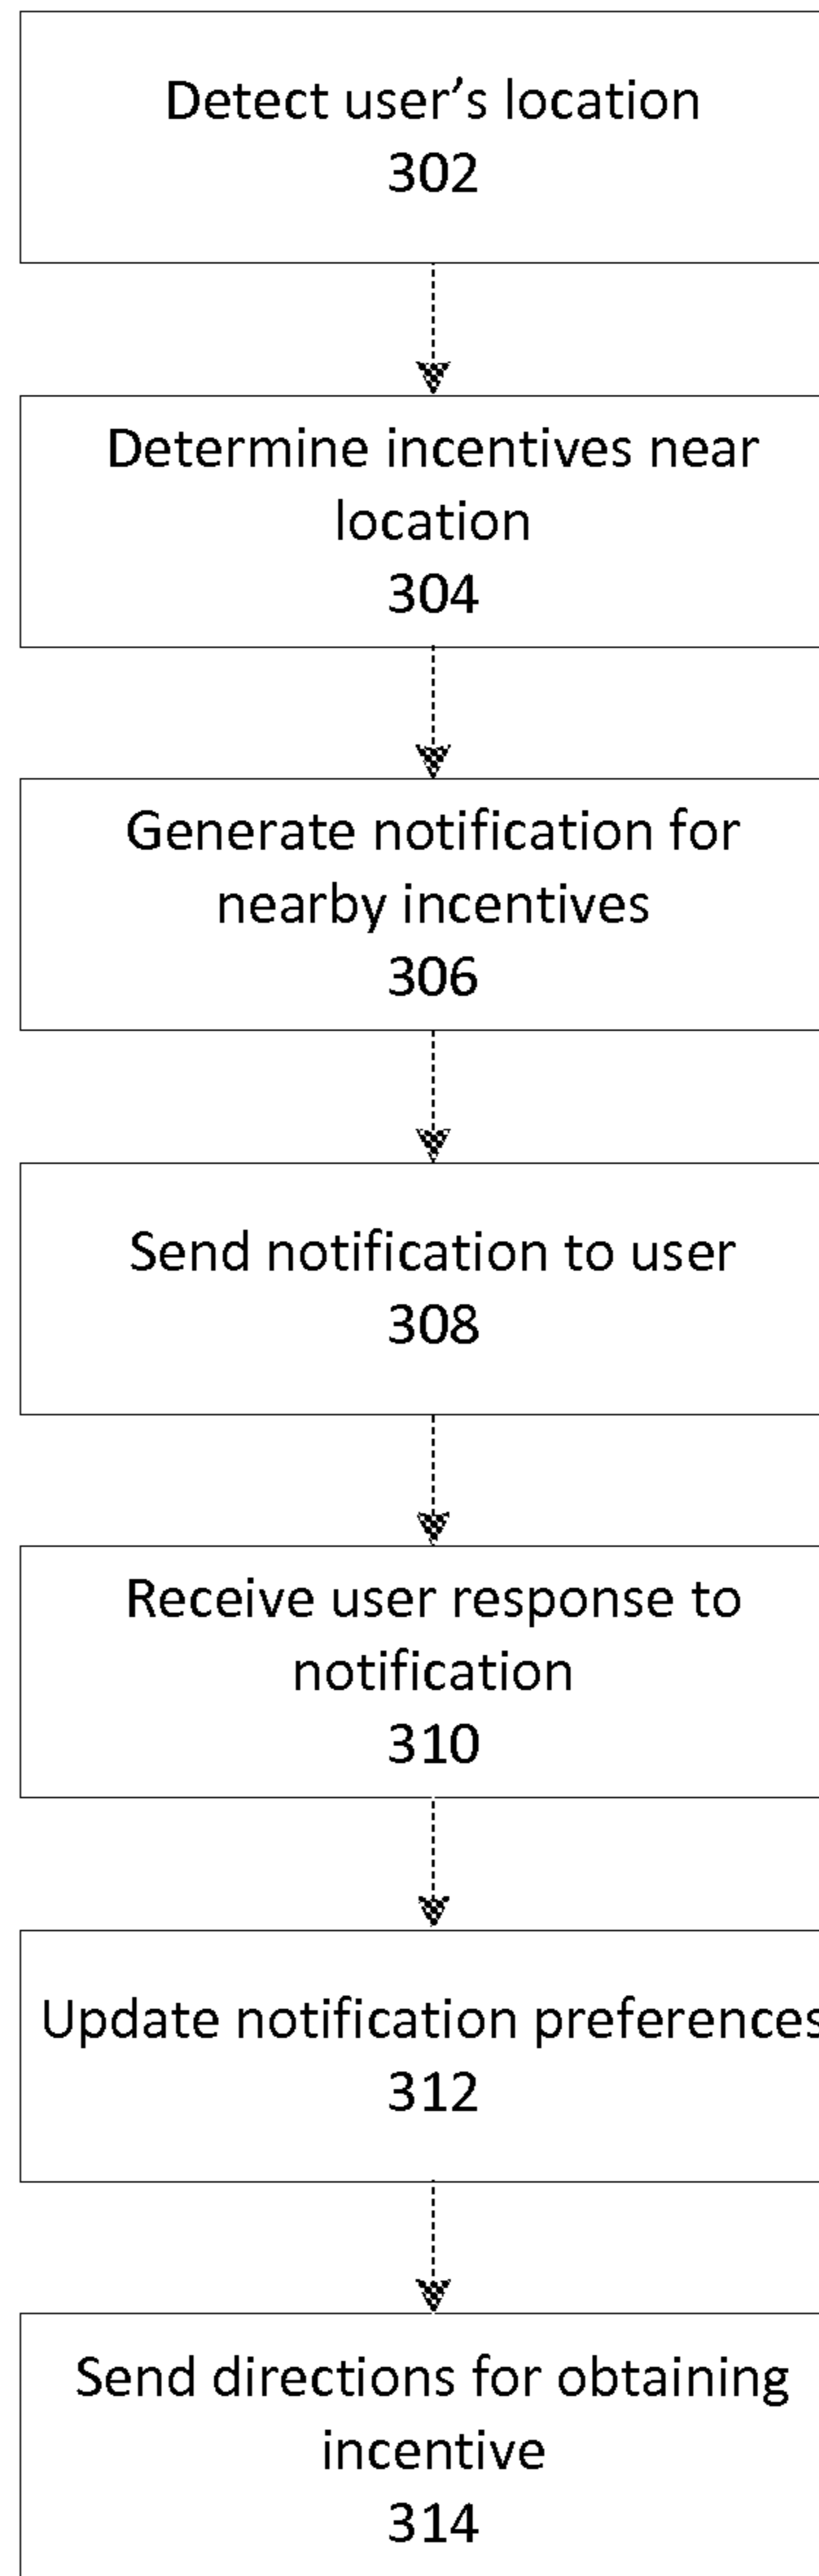 Detect user's location
302
Determine incentives near
location
304
Generate notification for
nearby incentives
306
Send notification to user
308
Receive user response to
notification
310
Update notification preferences
312
Send directions for obtaining
incentive
314